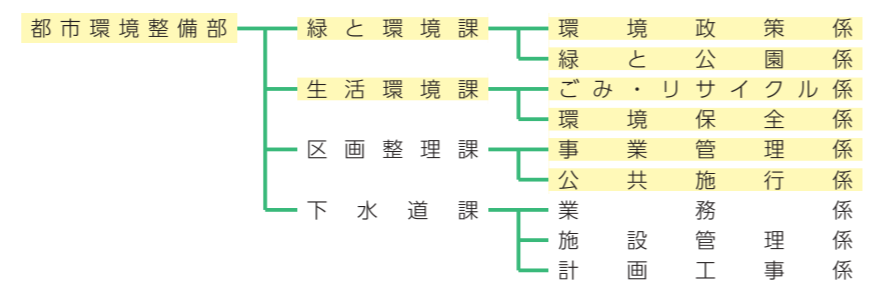 都市環境整備部 緑と環境課 環境政策係
緑と公園係
生活環境課 ごみ・リサイクル係
環境保全係
区画整理課 事業管理係
公共施行係
下水道課 業務係
施設管理係
計画工事係